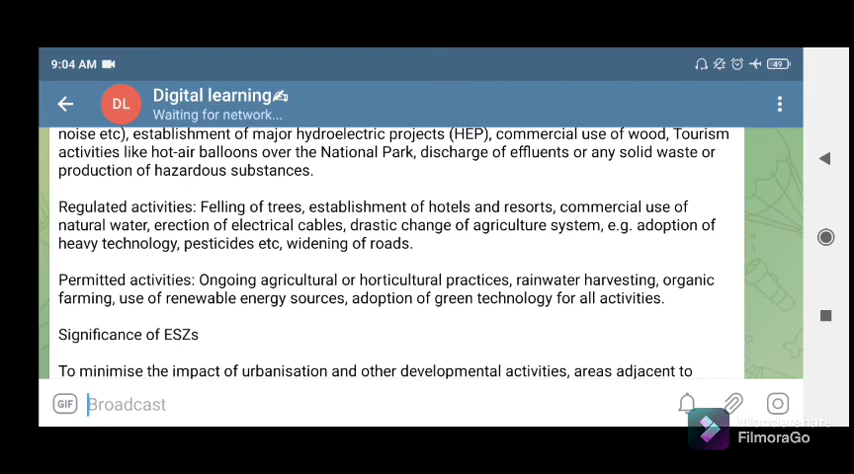 9:04 AM
49
DL
Digital learning✍
Waiting for network...
noise etc), establishment of major hydroelectric projects (HEP), commercial use of wood, Tourism
activities like hot-air balloons over the National Park, discharge of effluents or any solid waste or
production of hazardous substances.
Regulated activities: Felling of trees, establishment of hotels and resorts, commercial use of
natural water, erection of electrical cables, drastic change of agriculture system, e.g. adoption of
heavy technology, pesticides etc, widening of roads.
Permitted activities: Ongoing agricultural or horticultural practices, rainwater harvesting, organic
farming, use of renewable energy sources, adoption of green technology for all activities.
Significance of ESZs
To minimise the impact of urbanisation and other developmental activities, areas adjacent to
GIF
Broadcast
Wondershare
FilmoraGo